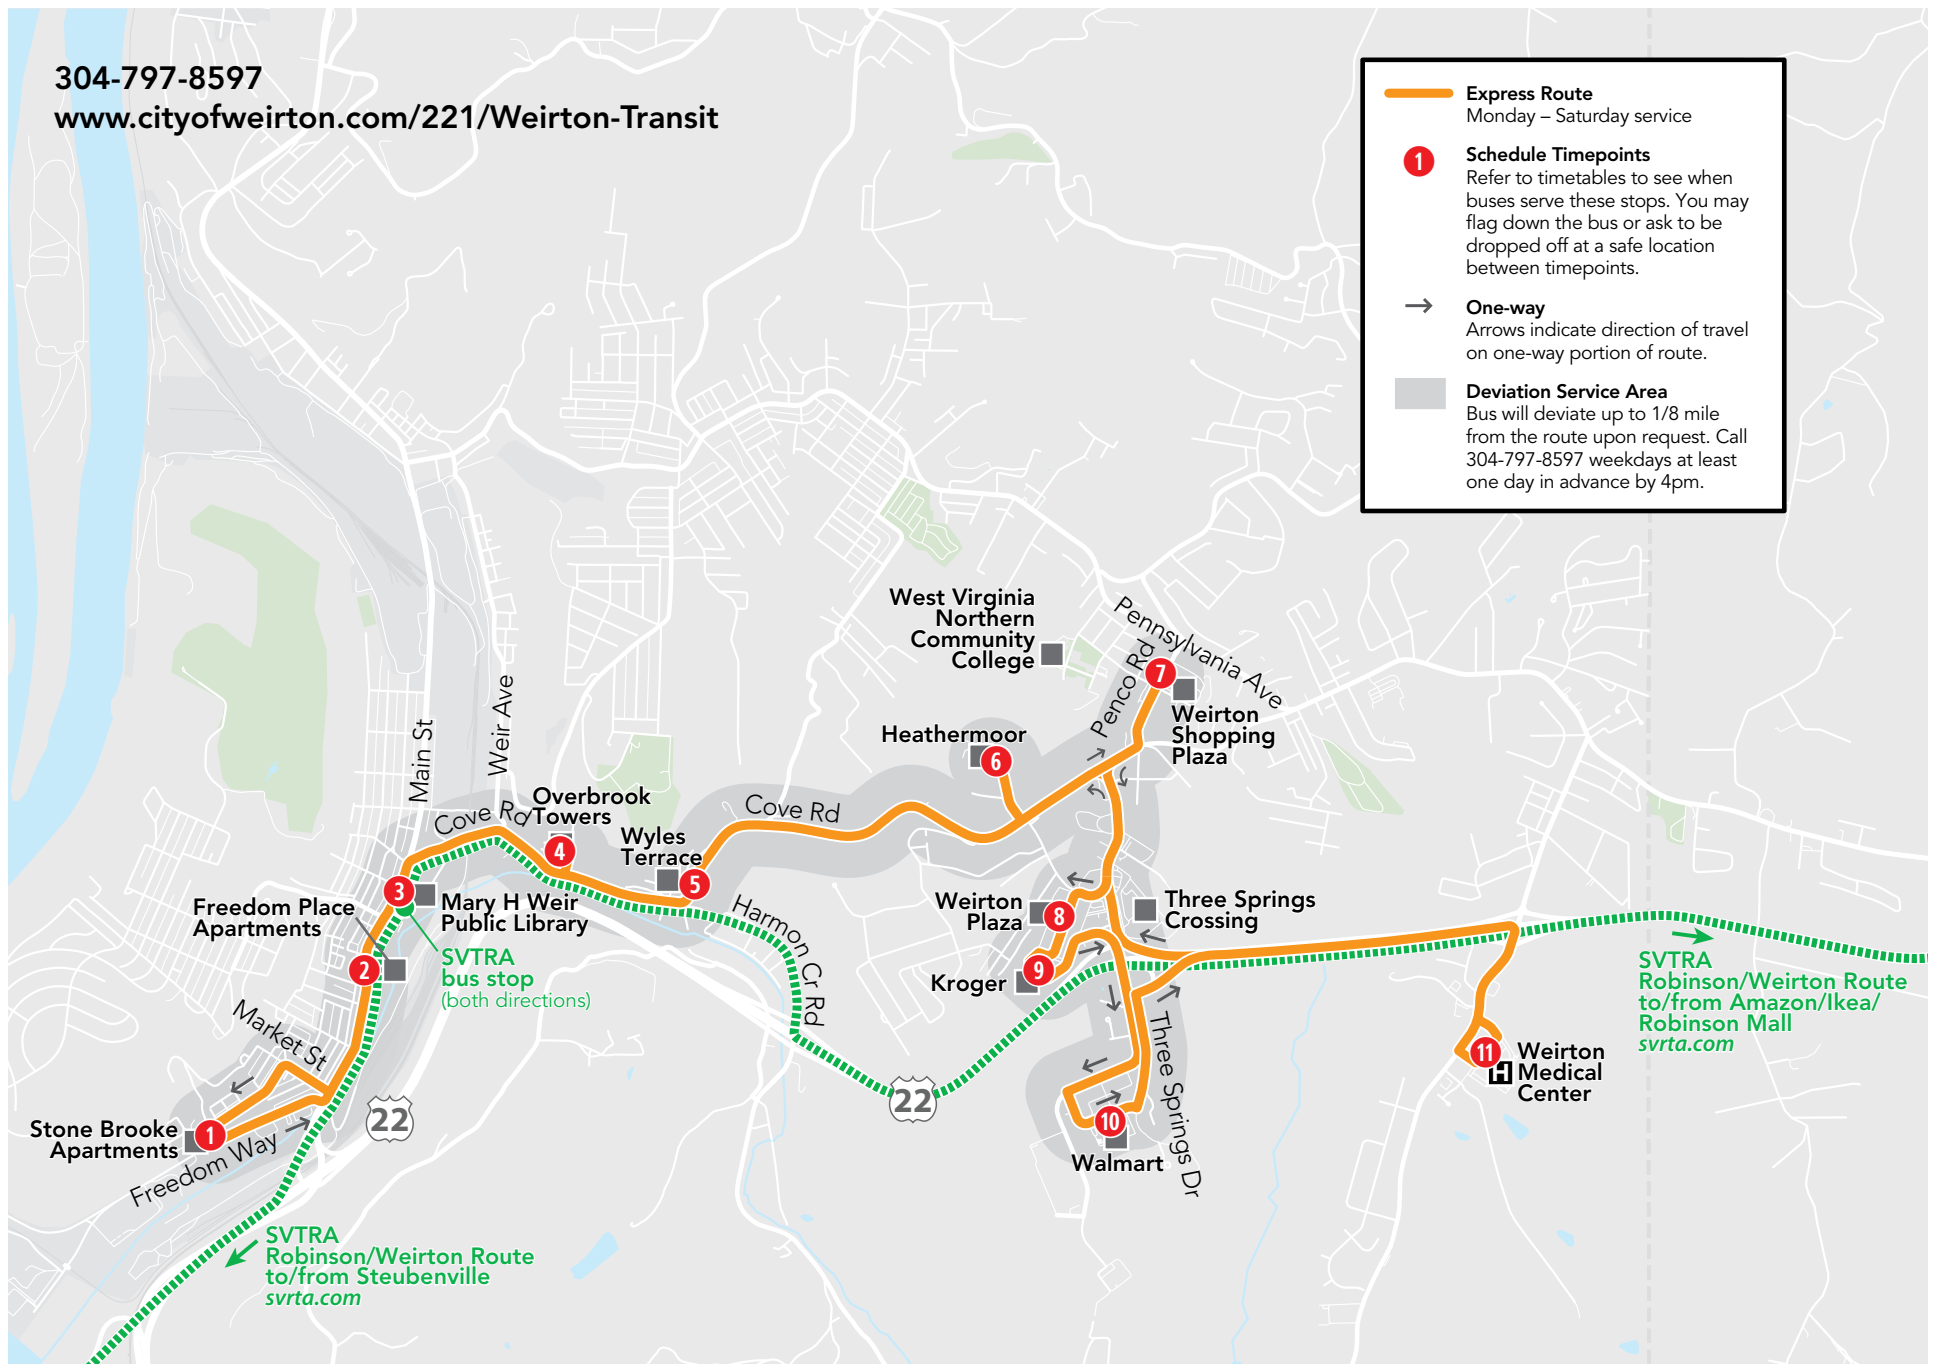 304-797-8597
www.cityofweirton.com/221/Weirton-Transit
Express Route
Monday – Saturday service
1
Schedule Timepoints
Refer to timetables to see when
buses serve these stops. You may
flag down the bus or ask to be
dropped off at a safe location
between timepoints.
One-way
Arrows indicate direction of travel
on one-way portion of route.
Deviation Service Area
Bus will deviate up to 1/8 mile
from the route upon request. Call
304-797-8597 weekdays at least
one day in advance by 4pm.
West Virginia
Northern
Community
College
Pennsylvania Ave
Penco Rd
7
Weirton
Shopping
Plaza
Heathermoor
6
Main St
Weir Ave
Cove Rd
Overbrook
Towers
4
Wyles
Terrace
5
Cove Rd
3
Mary H Weir
Public Library
Freedom Place
Apartments
2
SVTRA
bus stop
(both directions)
Harmon Cr Rd
Weirton
Plaza
8
Three Springs
Crossing
Kroger
9
SVTRA
Robinson/Weirton Route
to/from Amazon/Ikea/
Robinson Mall
svrta.com
Market St
Three Springs Dr
11
Weirton
Medical
Center
H
22
22
10
Walmart
Stone Brooke
Apartments
1
Freedom Way
SVTRA
Robinson/Weirton Route
to/from Steubenville
svrta.com